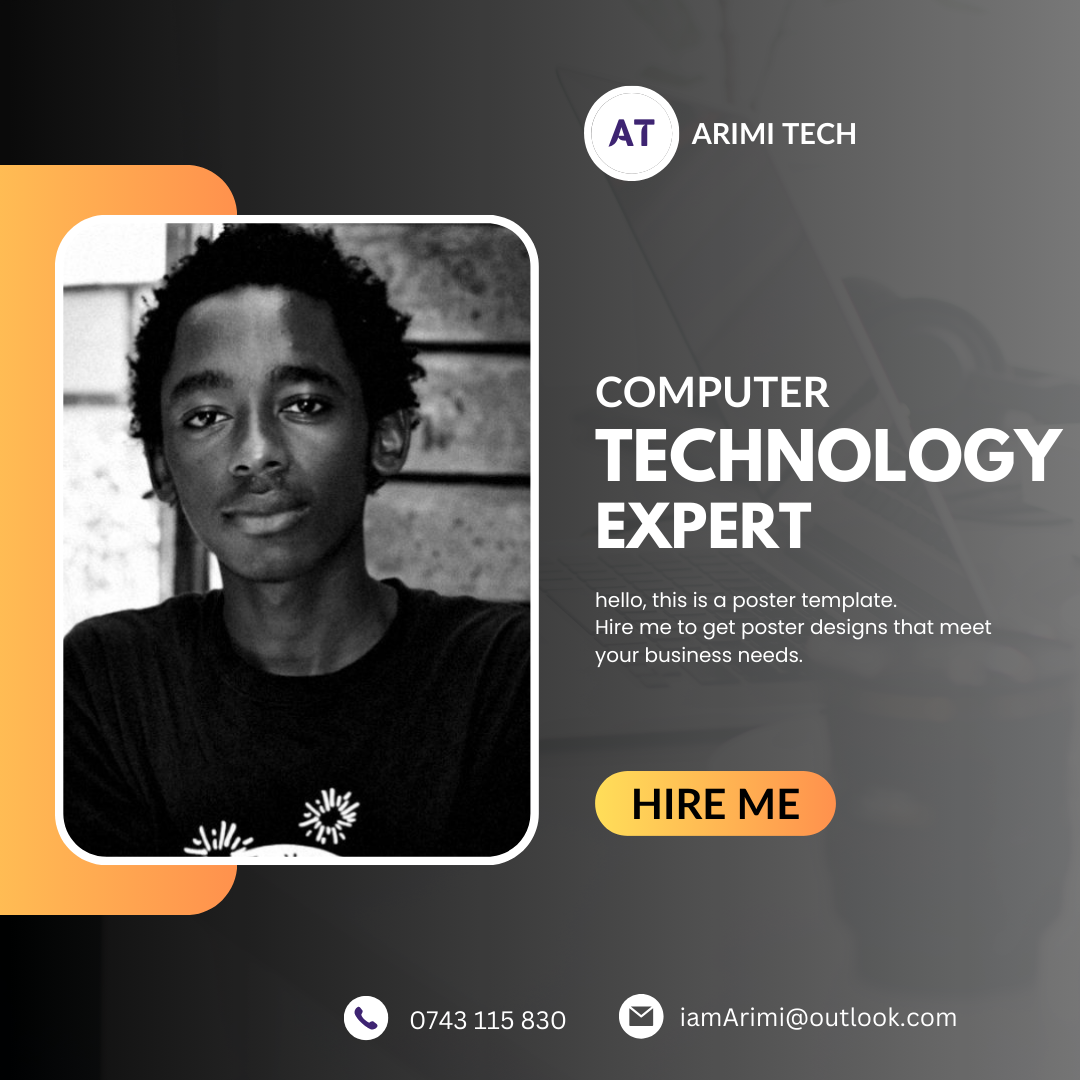 AT
ARIMI TECH
COMPUTER
TECHNOLOGY
EXPERT
hello, this is a poster template.
Hire me to get poster designs that meet
your business needs.
HIRE ME
0743 115 830
iamArimi@outlook.com